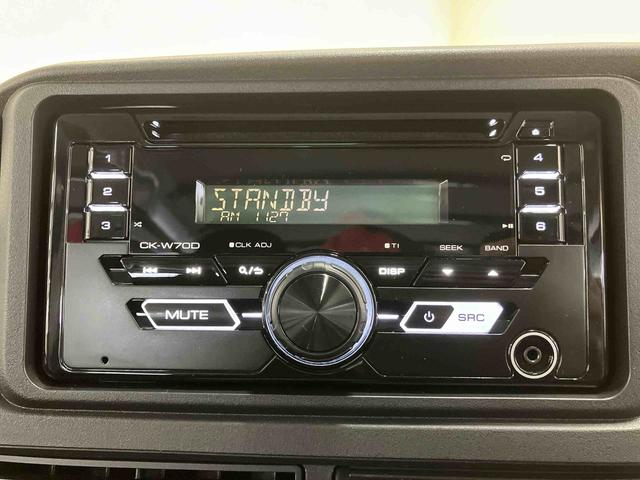 1
2
3
STANDBY
AM 11:27
4
5
6
CK-W70D
CLK ADJ
TI
SEEK
BAND
DISP
MUTE
SRC